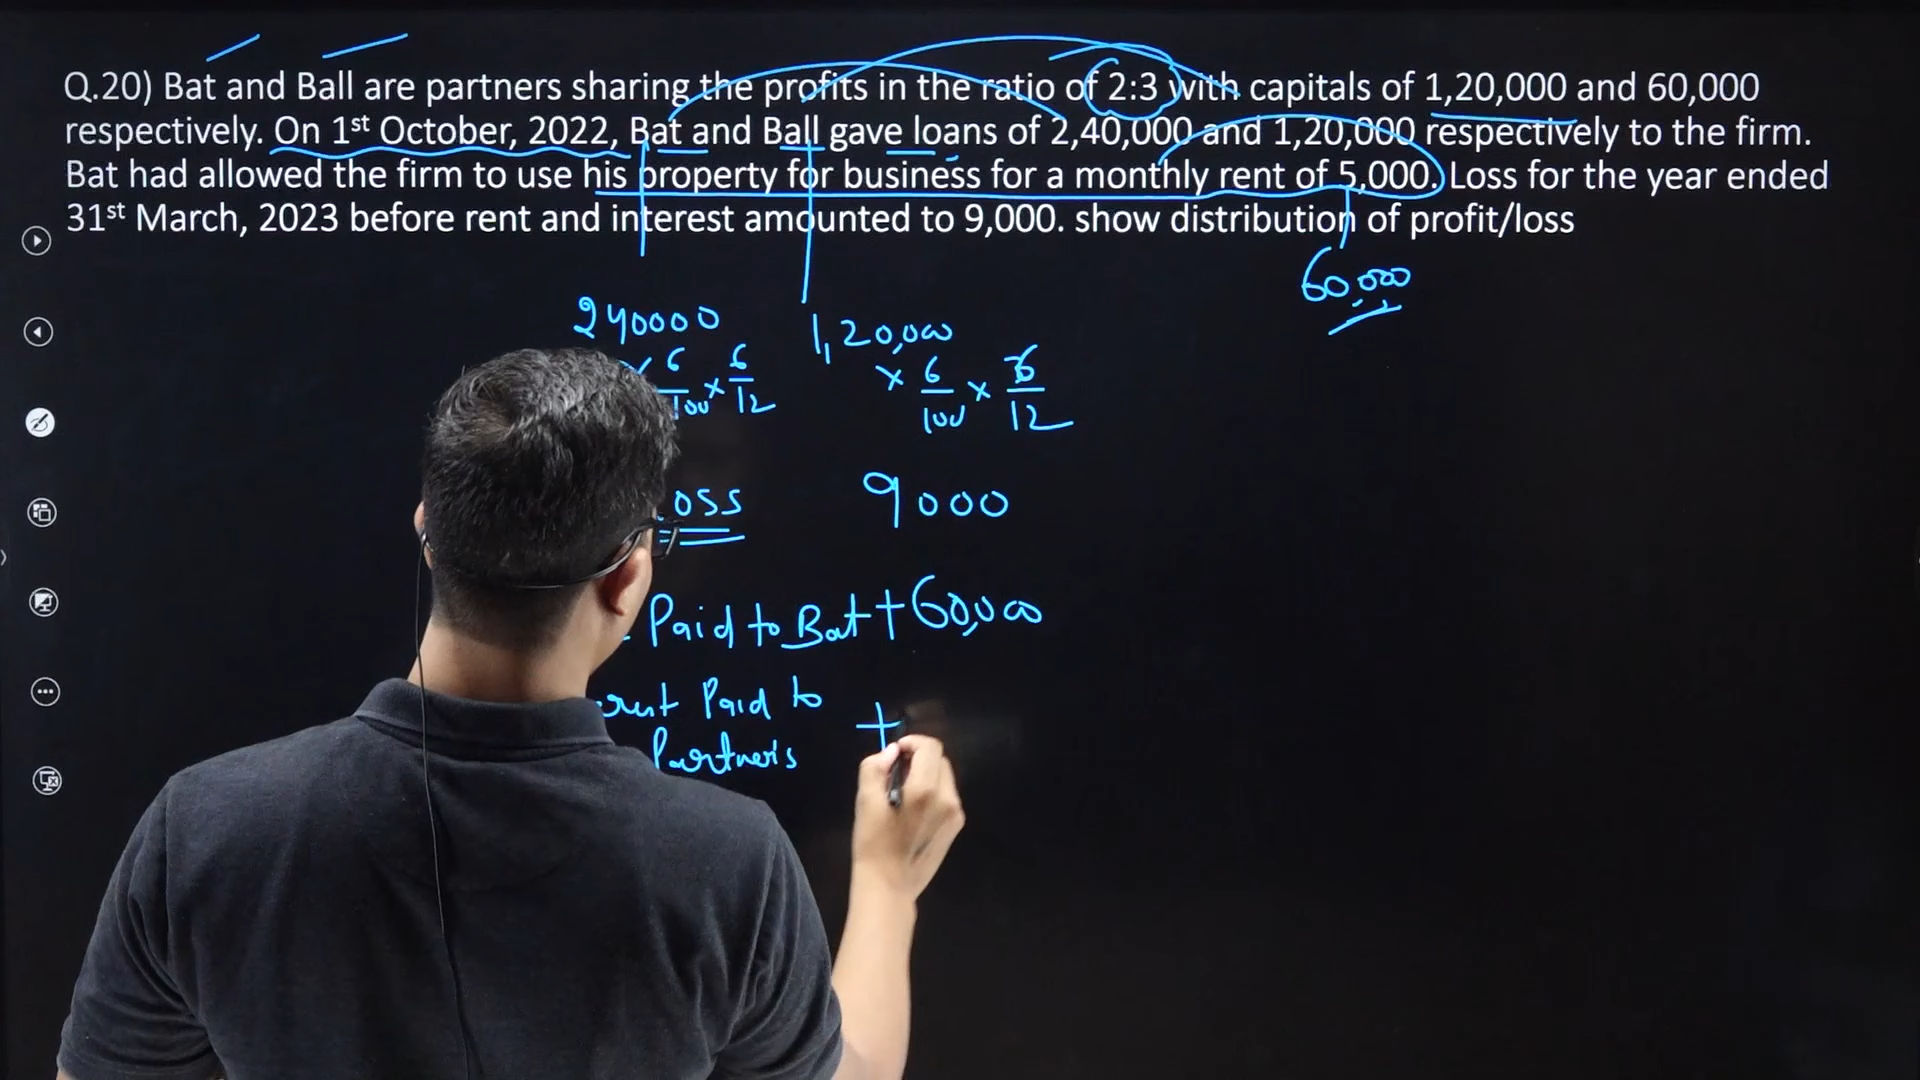 Q.20) Bat and Ball are partners sharing the profits in the ratio of 2:3 with capitals of 1,20,000 and 60,000
respectively. On 1st October, 2022, Bat and Ball gave loans of 2,40,000 and 1,20,000 respectively to the firm.
Bat had allowed the firm to use his property for business for a monthly rent of 5,000. Loss for the year ended
31st March, 2023 before rent and interest amounted to 9,000. show distribution of profit/loss
60,000
240000 1,20,000
× 6/100 × 6/12 × 6/100 × 6/12
oss 9000
Paid to Bat + 60,000
Paid to +
Partner's